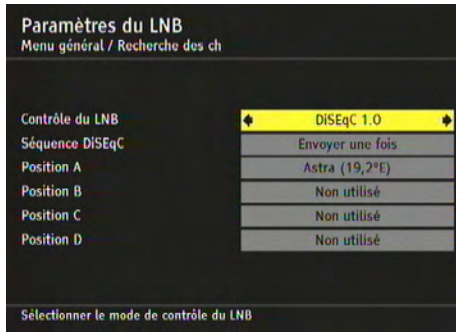 Paramètres du LNB
Menu général / Recherche des ch
Contrôle du LNB DiSEqC 1.0
Séquence DiSEqC Envoyer une fois
Position A Astra (19,2°E)
Position B Non utilisé
Position C Non utilisé
Position D Non utilisé
Sélectionner le mode de contrôle du LNB